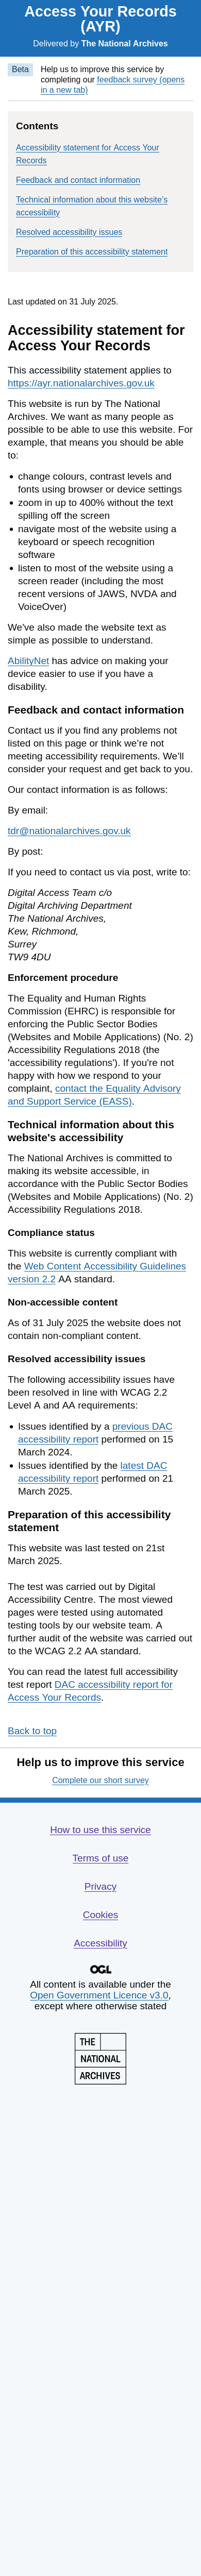 Access Your Records
(AYR)
Delivered by The National Archives
Beta
Help us to improve this service by
completing our feedback survey (opens
in a new tab)
Contents
Accessibility statement for Access Your
Records
Feedback and contact information
Technical information about this website's
accessibility
Resolved accessibility issues
Preparation of this accessibility statement
Last updated on 31 July 2025.
Accessibility statement for
Access Your Records
This accessibility statement applies to
https://ayr.nationalarchives.gov.uk
This website is run by The National
Archives. We want as many people as
possible to be able to use this website. For
example, that means you should be able
to:
• change colours, contrast levels and
fonts using browser or device settings
• zoom in up to 400% without the text
spilling off the screen
• navigate most of the website using a
keyboard or speech recognition
software
• listen to most of the website using a
screen reader (including the most
recent versions of JAWS, NVDA and
VoiceOver)
We've also made the website text as
simple as possible to understand.
AbilityNet has advice on making your
device easier to use if you have a
disability.
Feedback and contact information
Contact us if you find any problems not
listed on this page or think we're not
meeting accessibility requirements. We'll
consider your request and get back to you.
Our contact information is as follows:
By email:
tdr@nationalarchives.gov.uk
By post:
If you need to contact us via post, write to:
Digital Access Team c/o
Digital Archiving Department
The National Archives,
Kew, Richmond,
Surrey
TW9 4DU
Enforcement procedure
The Equality and Human Rights
Commission (EHRC) is responsible for
enforcing the Public Sector Bodies
(Websites and Mobile Applications) (No. 2)
Accessibility Regulations 2018 (the
'accessibility regulations'). If you're not
happy with how we respond to your
complaint, contact the Equality Advisory
and Support Service (EASS).
Technical information about this
website's accessibility
The National Archives is committed to
making its website accessible, in
accordance with the Public Sector Bodies
(Websites and Mobile Applications) (No. 2)
Accessibility Regulations 2018.
Compliance status
This website is currently compliant with
the Web Content Accessibility Guidelines
version 2.2 AA standard.
Non-accessible content
As of 31 July 2025 the website does not
contain non-compliant content.
Resolved accessibility issues
The following accessibility issues have
been resolved in line with WCAG 2.2
Level A and AA requirements:
• Issues identified by a previous DAC
accessibility report performed on 15
March 2024.
• Issues identified by the latest DAC
accessibility report performed on 21
March 2025.
Preparation of this accessibility
statement
This website was last tested on 21st
March 2025.
The test was carried out by Digital
Accessibility Centre. The most viewed
pages were tested using automated
testing tools by our website team. A
further audit of the website was carried out
to the WCAG 2.2 AA standard.
You can read the latest full accessibility
test report DAC accessibility report for
Access Your Records.
Back to top
Help us to improve this service
Complete our short survey
How to use this service
Terms of use
Privacy
Cookies
Accessibility
OGL
All content is available under the
Open Government Licence v3.0,
except where otherwise stated
THE
NATIONAL
ARCHIVES